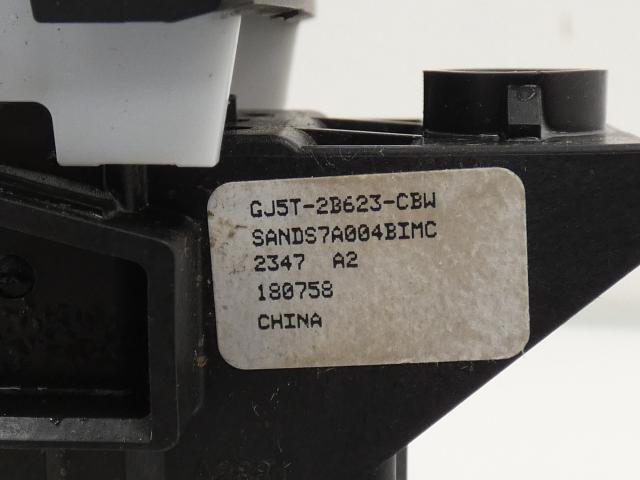 GJ5T-2B623-CBW
SANDS7A004BIMC
2347 A2
180758
CHINA